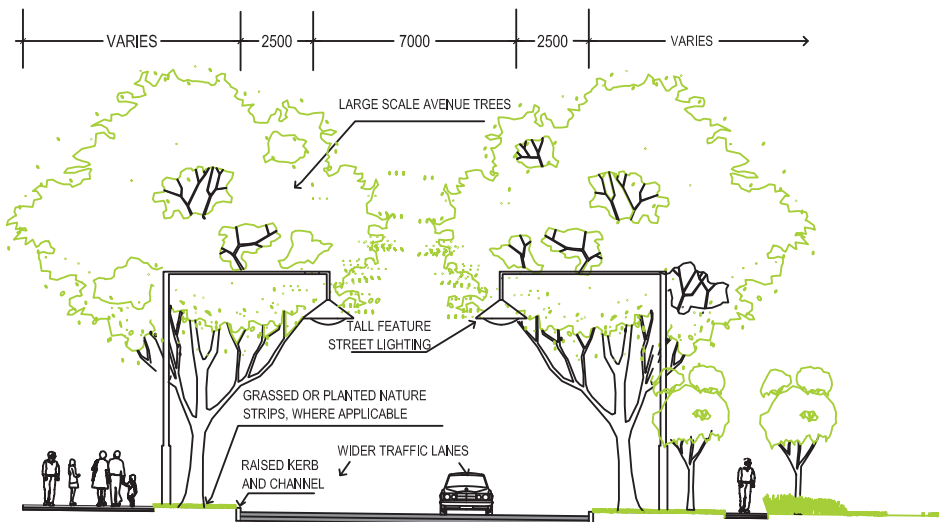 VARIES 2500 7000 2500 VARIES
LARGE SCALE AVENUE TREES
TALL FEATURE
STREET LIGHTING
GRASSED OR PLANTED NATURE
STRIPS, WHERE APPLICABLE
WIDER TRAFFIC LANES
RAISED KERB
AND CHANNEL